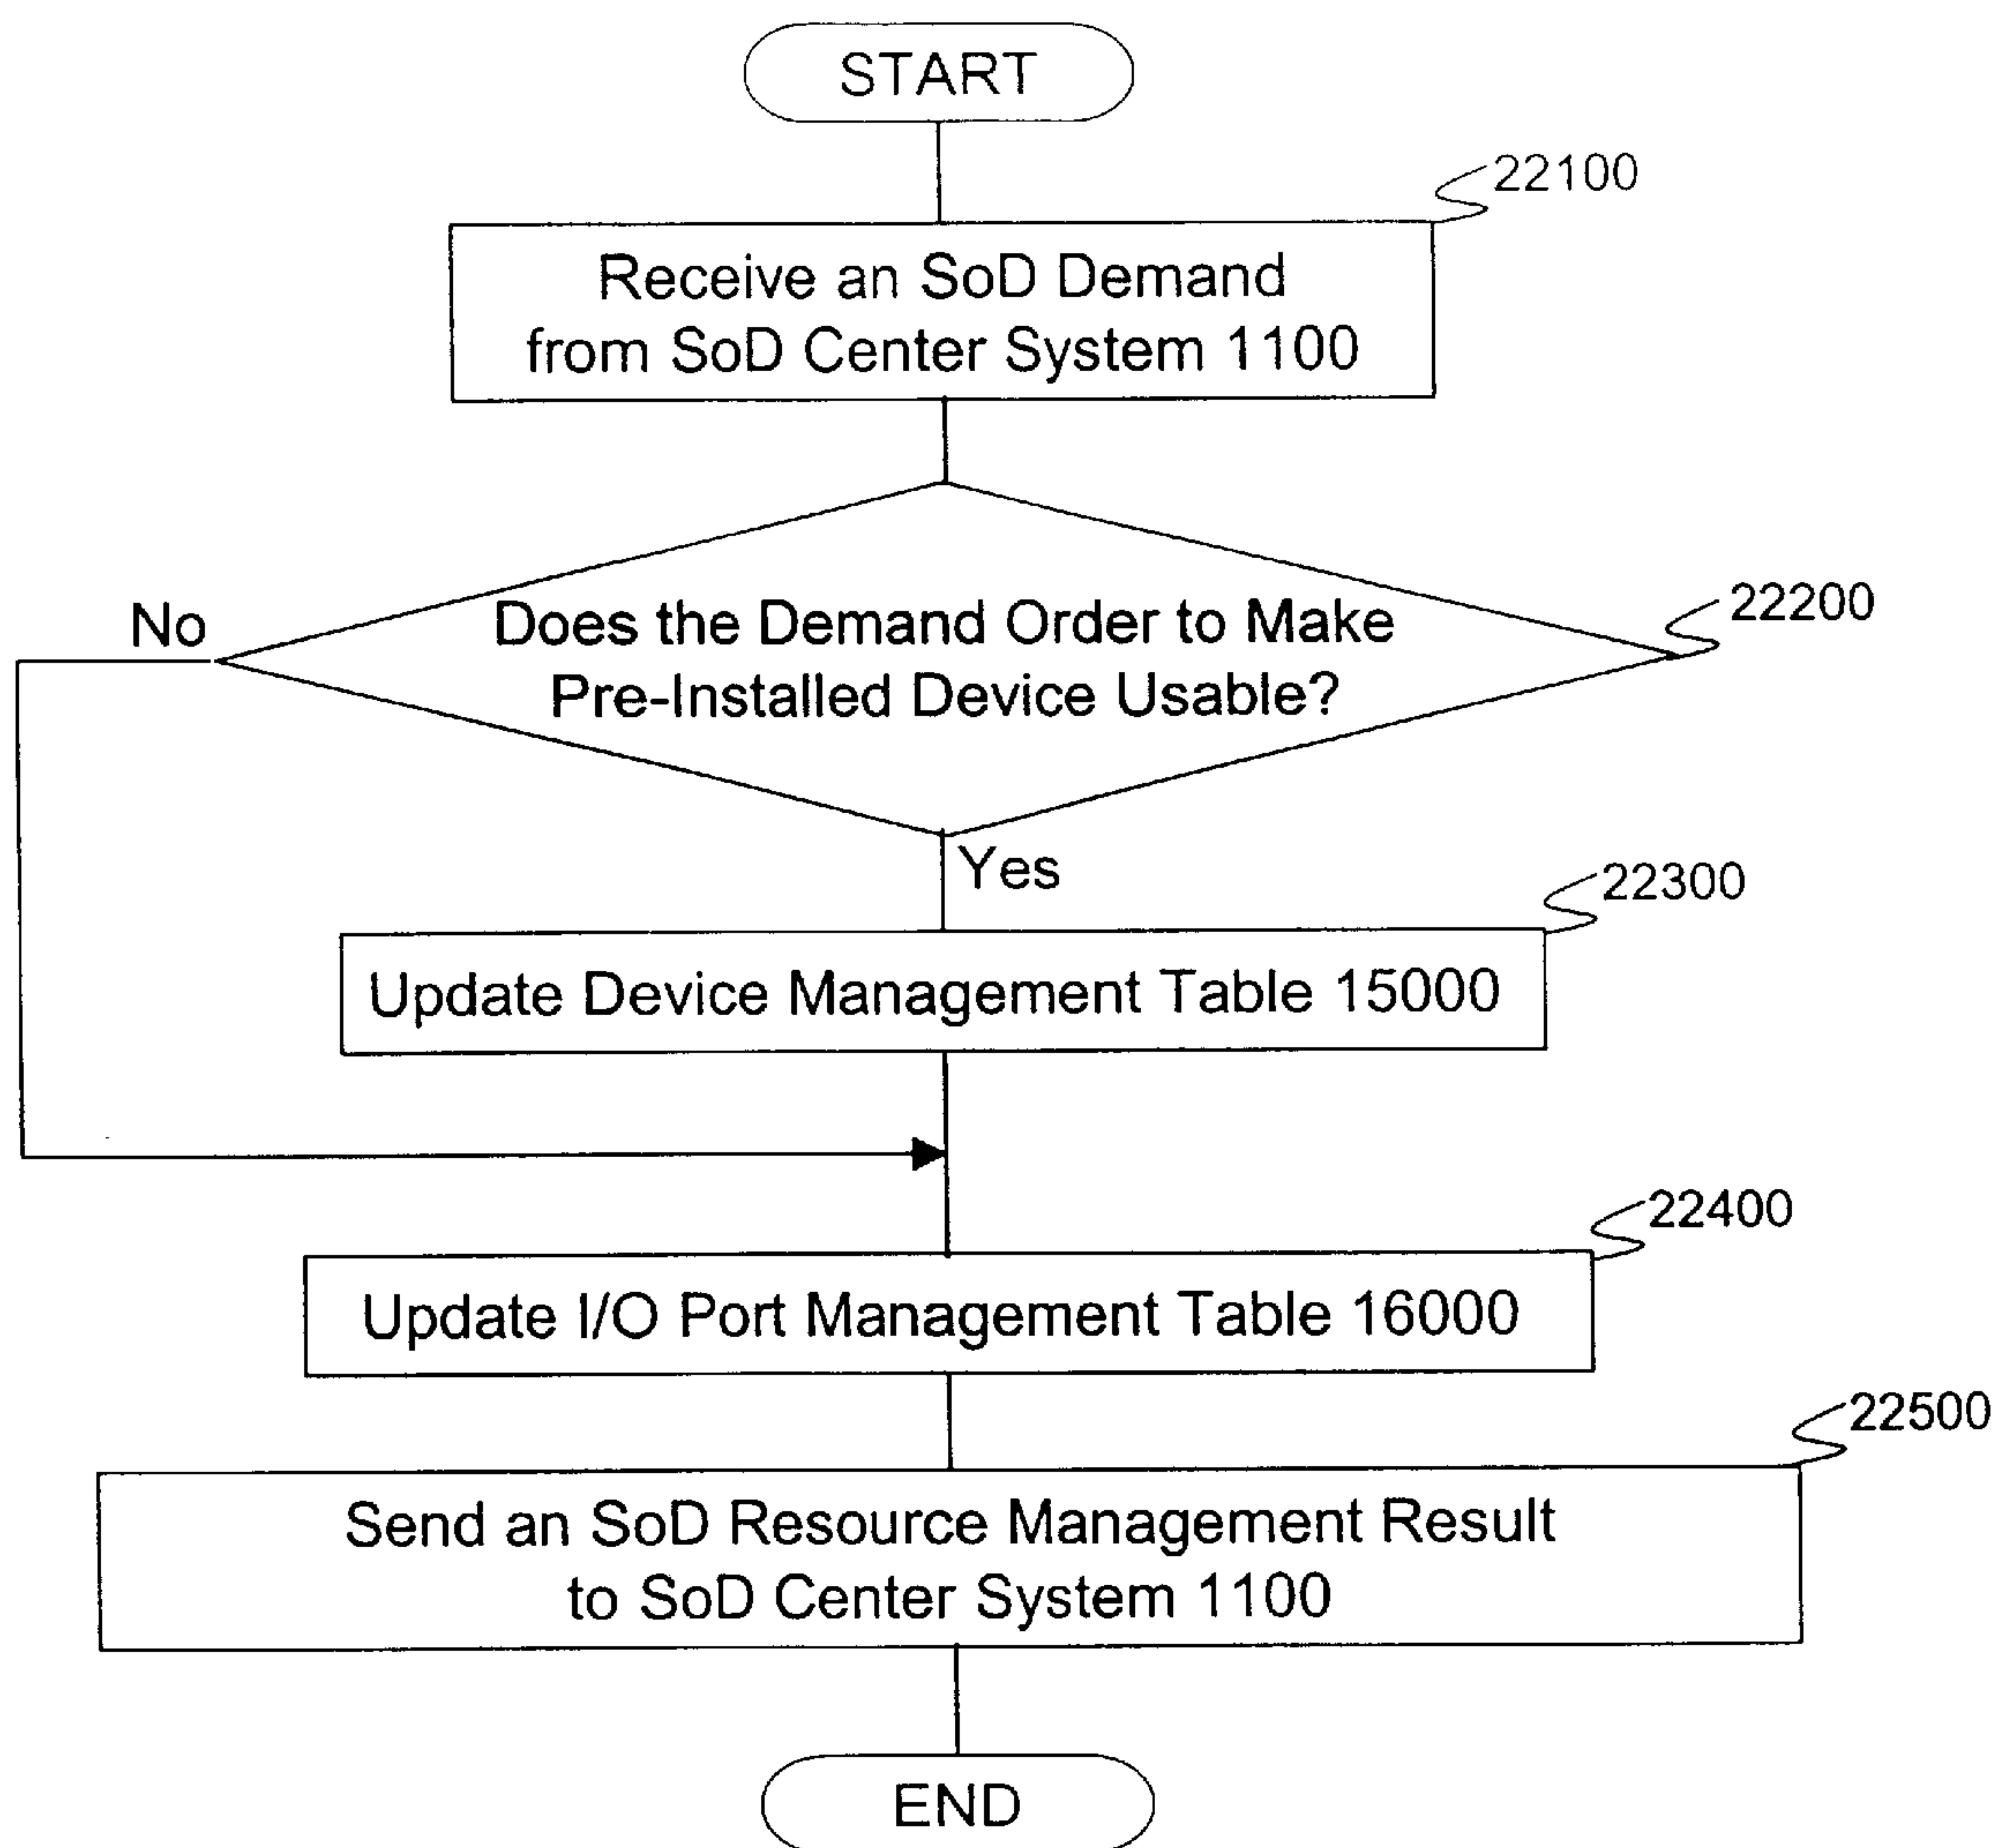 START
22100
Receive an SoD Demand
from SoD Center System 1100
22200
No
Does the Demand Order to Make
Pre-Installed Device Usable?
Yes
22300
Update Device Management Table 15000
22400
Update I/O Port Management Table 16000
22500
Send an SoD Resource Management Result
to SoD Center System 1100
END